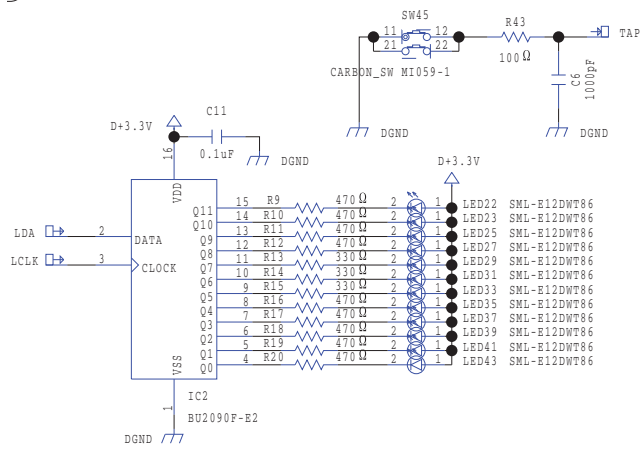 SW45
11 12
21 22
CARBON_SW MI059-1
R43
100Ω
TAP
C6
1000pF
DGND
DGND
C11
0.1uF
D+3.3V
DGND
16
VDD
D+3.3V
LDA 2 DATA
LCLK 3 CLOCK
Q11 15 R9 470Ω 2 1 LED22 SML-E12DWT86
Q10 14 R10 470Ω 2 1 LED23 SML-E12DWT86
Q9 13 R11 470Ω 2 1 LED25 SML-E12DWT86
Q8 12 R12 470Ω 2 1 LED27 SML-E12DWT86
Q7 11 R13 330Ω 2 1 LED29 SML-E12DWT86
Q6 10 R14 330Ω 2 1 LED31 SML-E12DWT86
Q5 9 R15 330Ω 2 1 LED33 SML-E12DWT86
Q4 8 R16 470Ω 2 1 LED35 SML-E12DWT86
Q3 7 R17 470Ω 2 1 LED37 SML-E12DWT86
Q2 6 R18 470Ω 2 1 LED39 SML-E12DWT86
Q1 5 R19 470Ω 2 1 LED41 SML-E12DWT86
Q0 4 R20 470Ω 2 1 LED43 SML-E12DWT86
VSS
1
IC2
BU2090F-E2
DGND